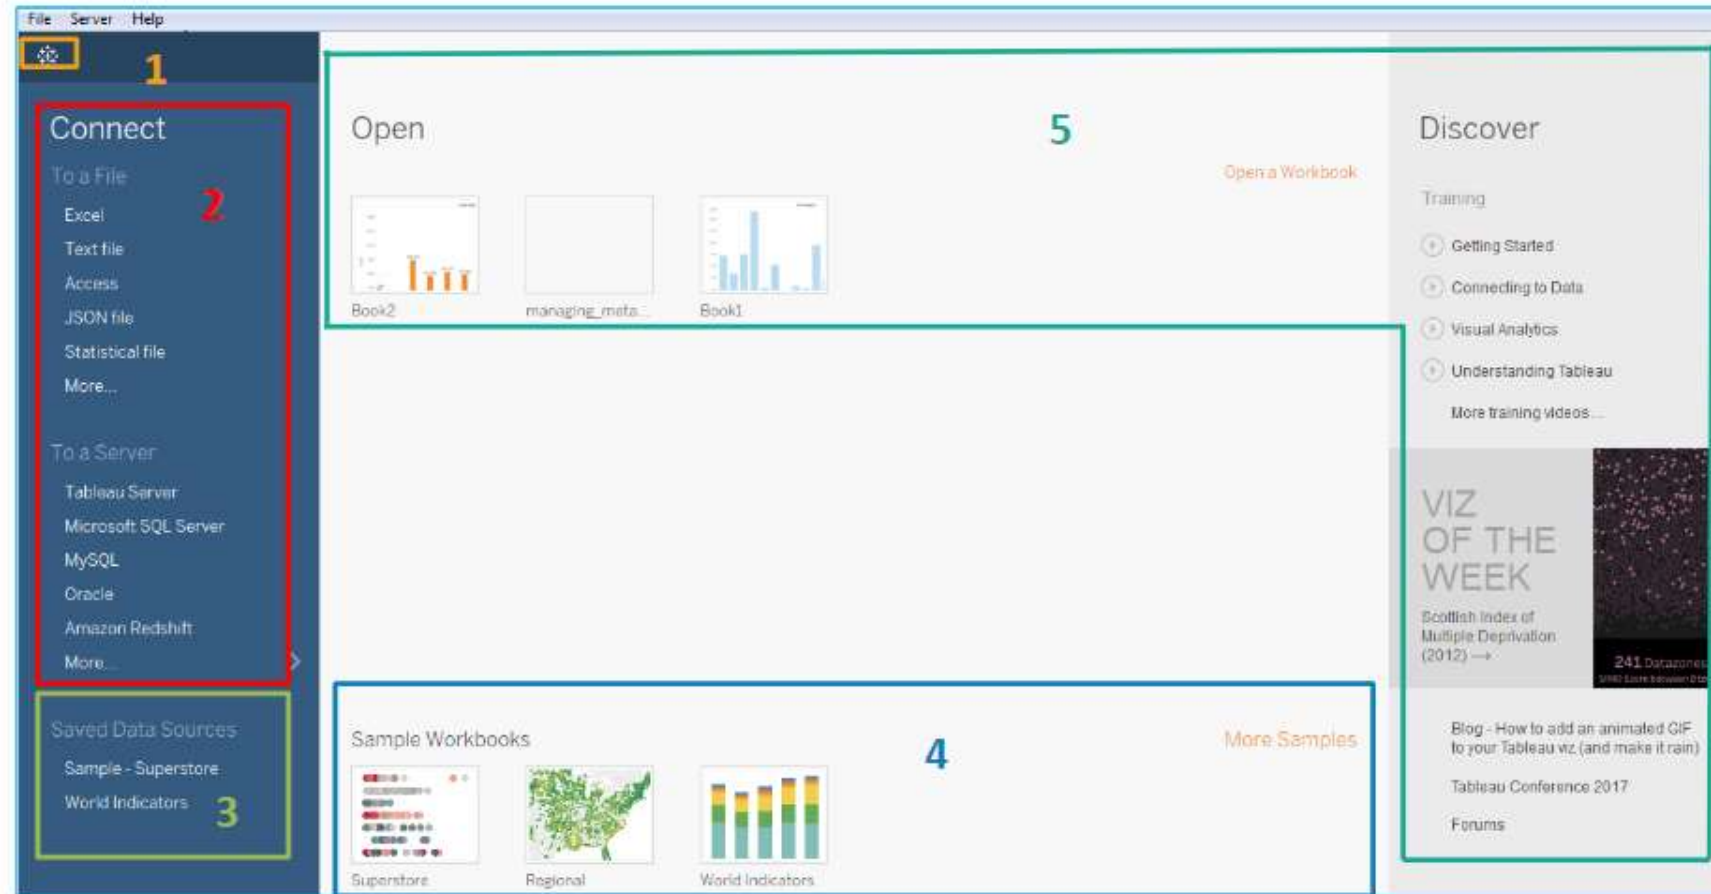 File Server Help
1
Connect
To a File
2
Excel
Text file
Access
JSON file
Statistical file
More...
To a Server
Tableau Server
Microsoft SQL Server
MySQL
Oracle
Amazon Redshift
More...
Saved Data Sources
Sample - Superstore
World Indicators
3
Open
5
Open a Workbook
Book2
managing_meta...
Book1
Sample Workbooks
4
More Samples
Superstore
Regional
World Indicators
Discover
Training
Getting Started
Connecting to Data
Visual Analytics
Understanding Tableau
More training videos...
VIZ
OF THE
WEEK
Scottish Index of
Multiple Deprivation
(2012) →
241 Datazones
Blog - How to add an animated GIF
to your Tableau viz (and make it rain)
Tableau Conference 2017
Forums